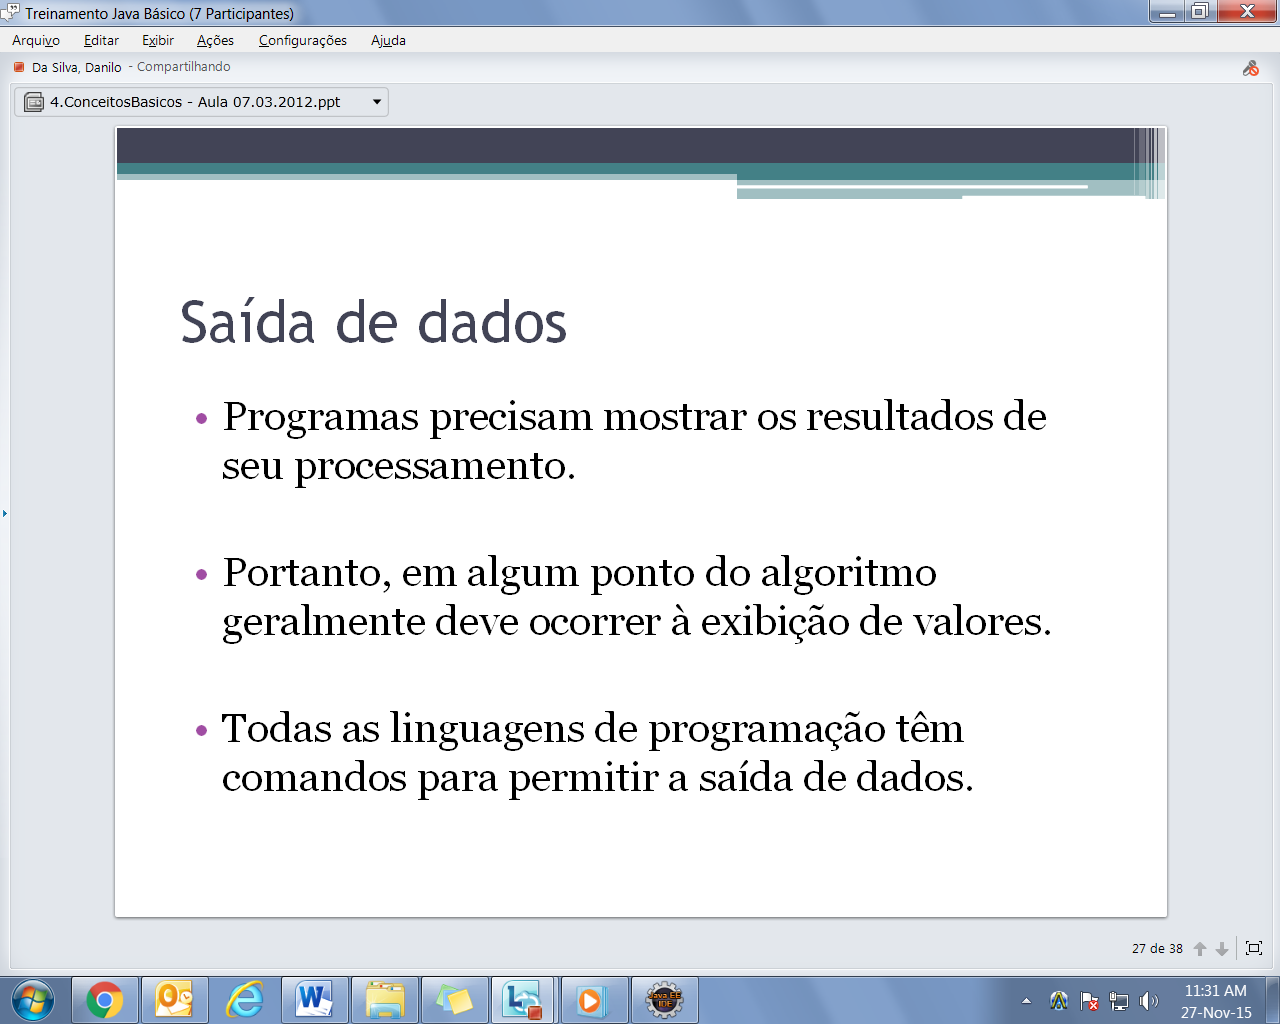 Treinamento Java Básico (7 Participantes)
Arquivo Editar Exibir Ações Configurações Ajuda
Da Silva, Danilo - Compartilhando
4.ConceitosBasicos - Aula 07.03.2012.ppt
Saída de dados
• Programas precisam mostrar os resultados de
seu processamento.
• Portanto, em algum ponto do algoritmo
geralmente deve ocorrer à exibição de valores.
• Todas as linguagens de programação têm
comandos para permitir a saída de dados.
27 de 38
Java EE
IDE
11:31 AM
27-Nov-15